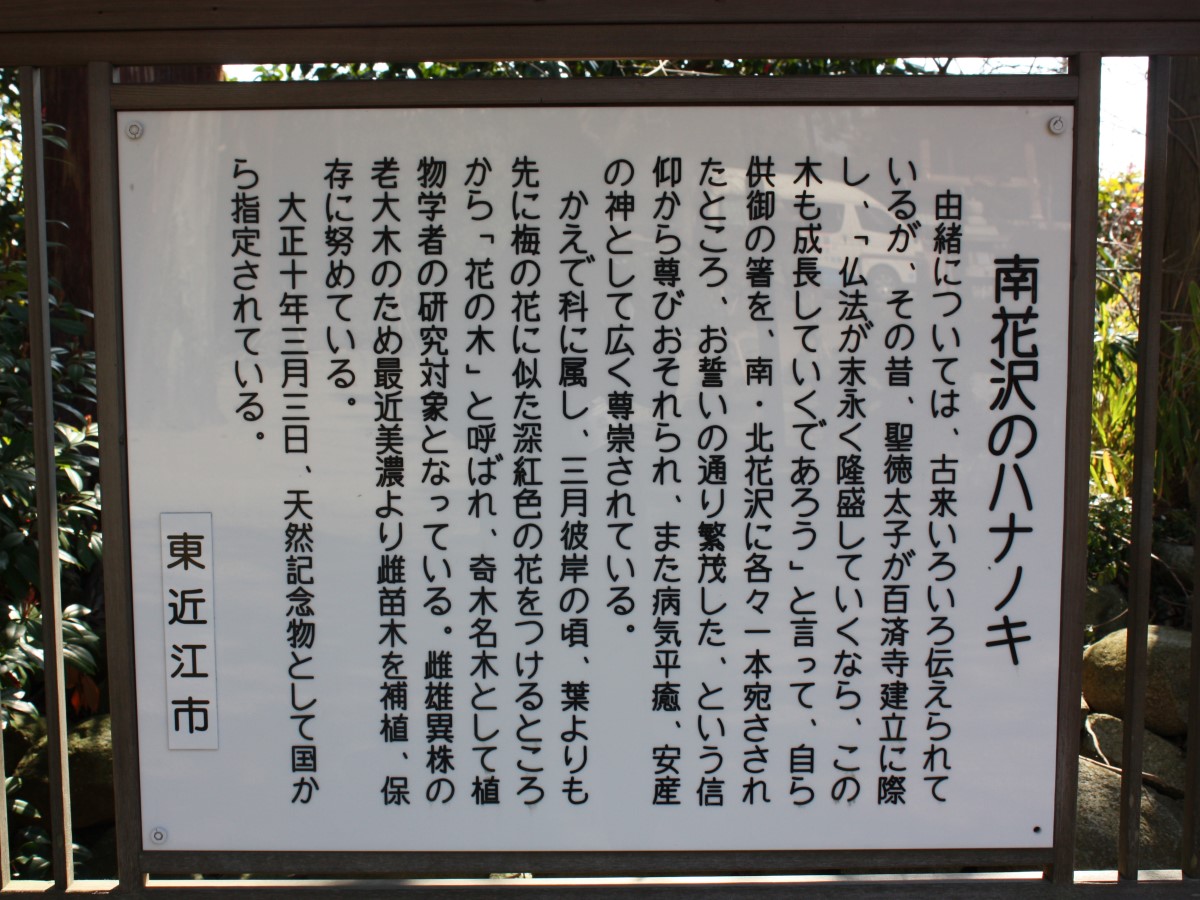 南花沢のハナノキ
由緒については、古来いろいろ伝えられて
いるが、その昔、聖徳太子が百済寺建立に際
し、「仏法が末永く隆盛していくなら、この
木も成長していくであろう」と言って、自ら
供御の箸を、南・北花沢に各々一本宛さされ
たところ、お誓いの通り繁茂した、という信
仰から尊びおそれられ、また病気平癒、安産
の神として広く尊崇されている。
かえで科に属し、三月彼岸の頃、葉よりも
先に梅の花に似た深紅色の花をつけるところ
から「花の木」と呼ばれ、奇木名木として植
物学者の研究対象となっている。雌雄異株の
老大木のため最近美濃より雌苗木を補植、保
存に努めている。
大正十年三月三日、天然記念物として国か
ら指定されている。
東近江市